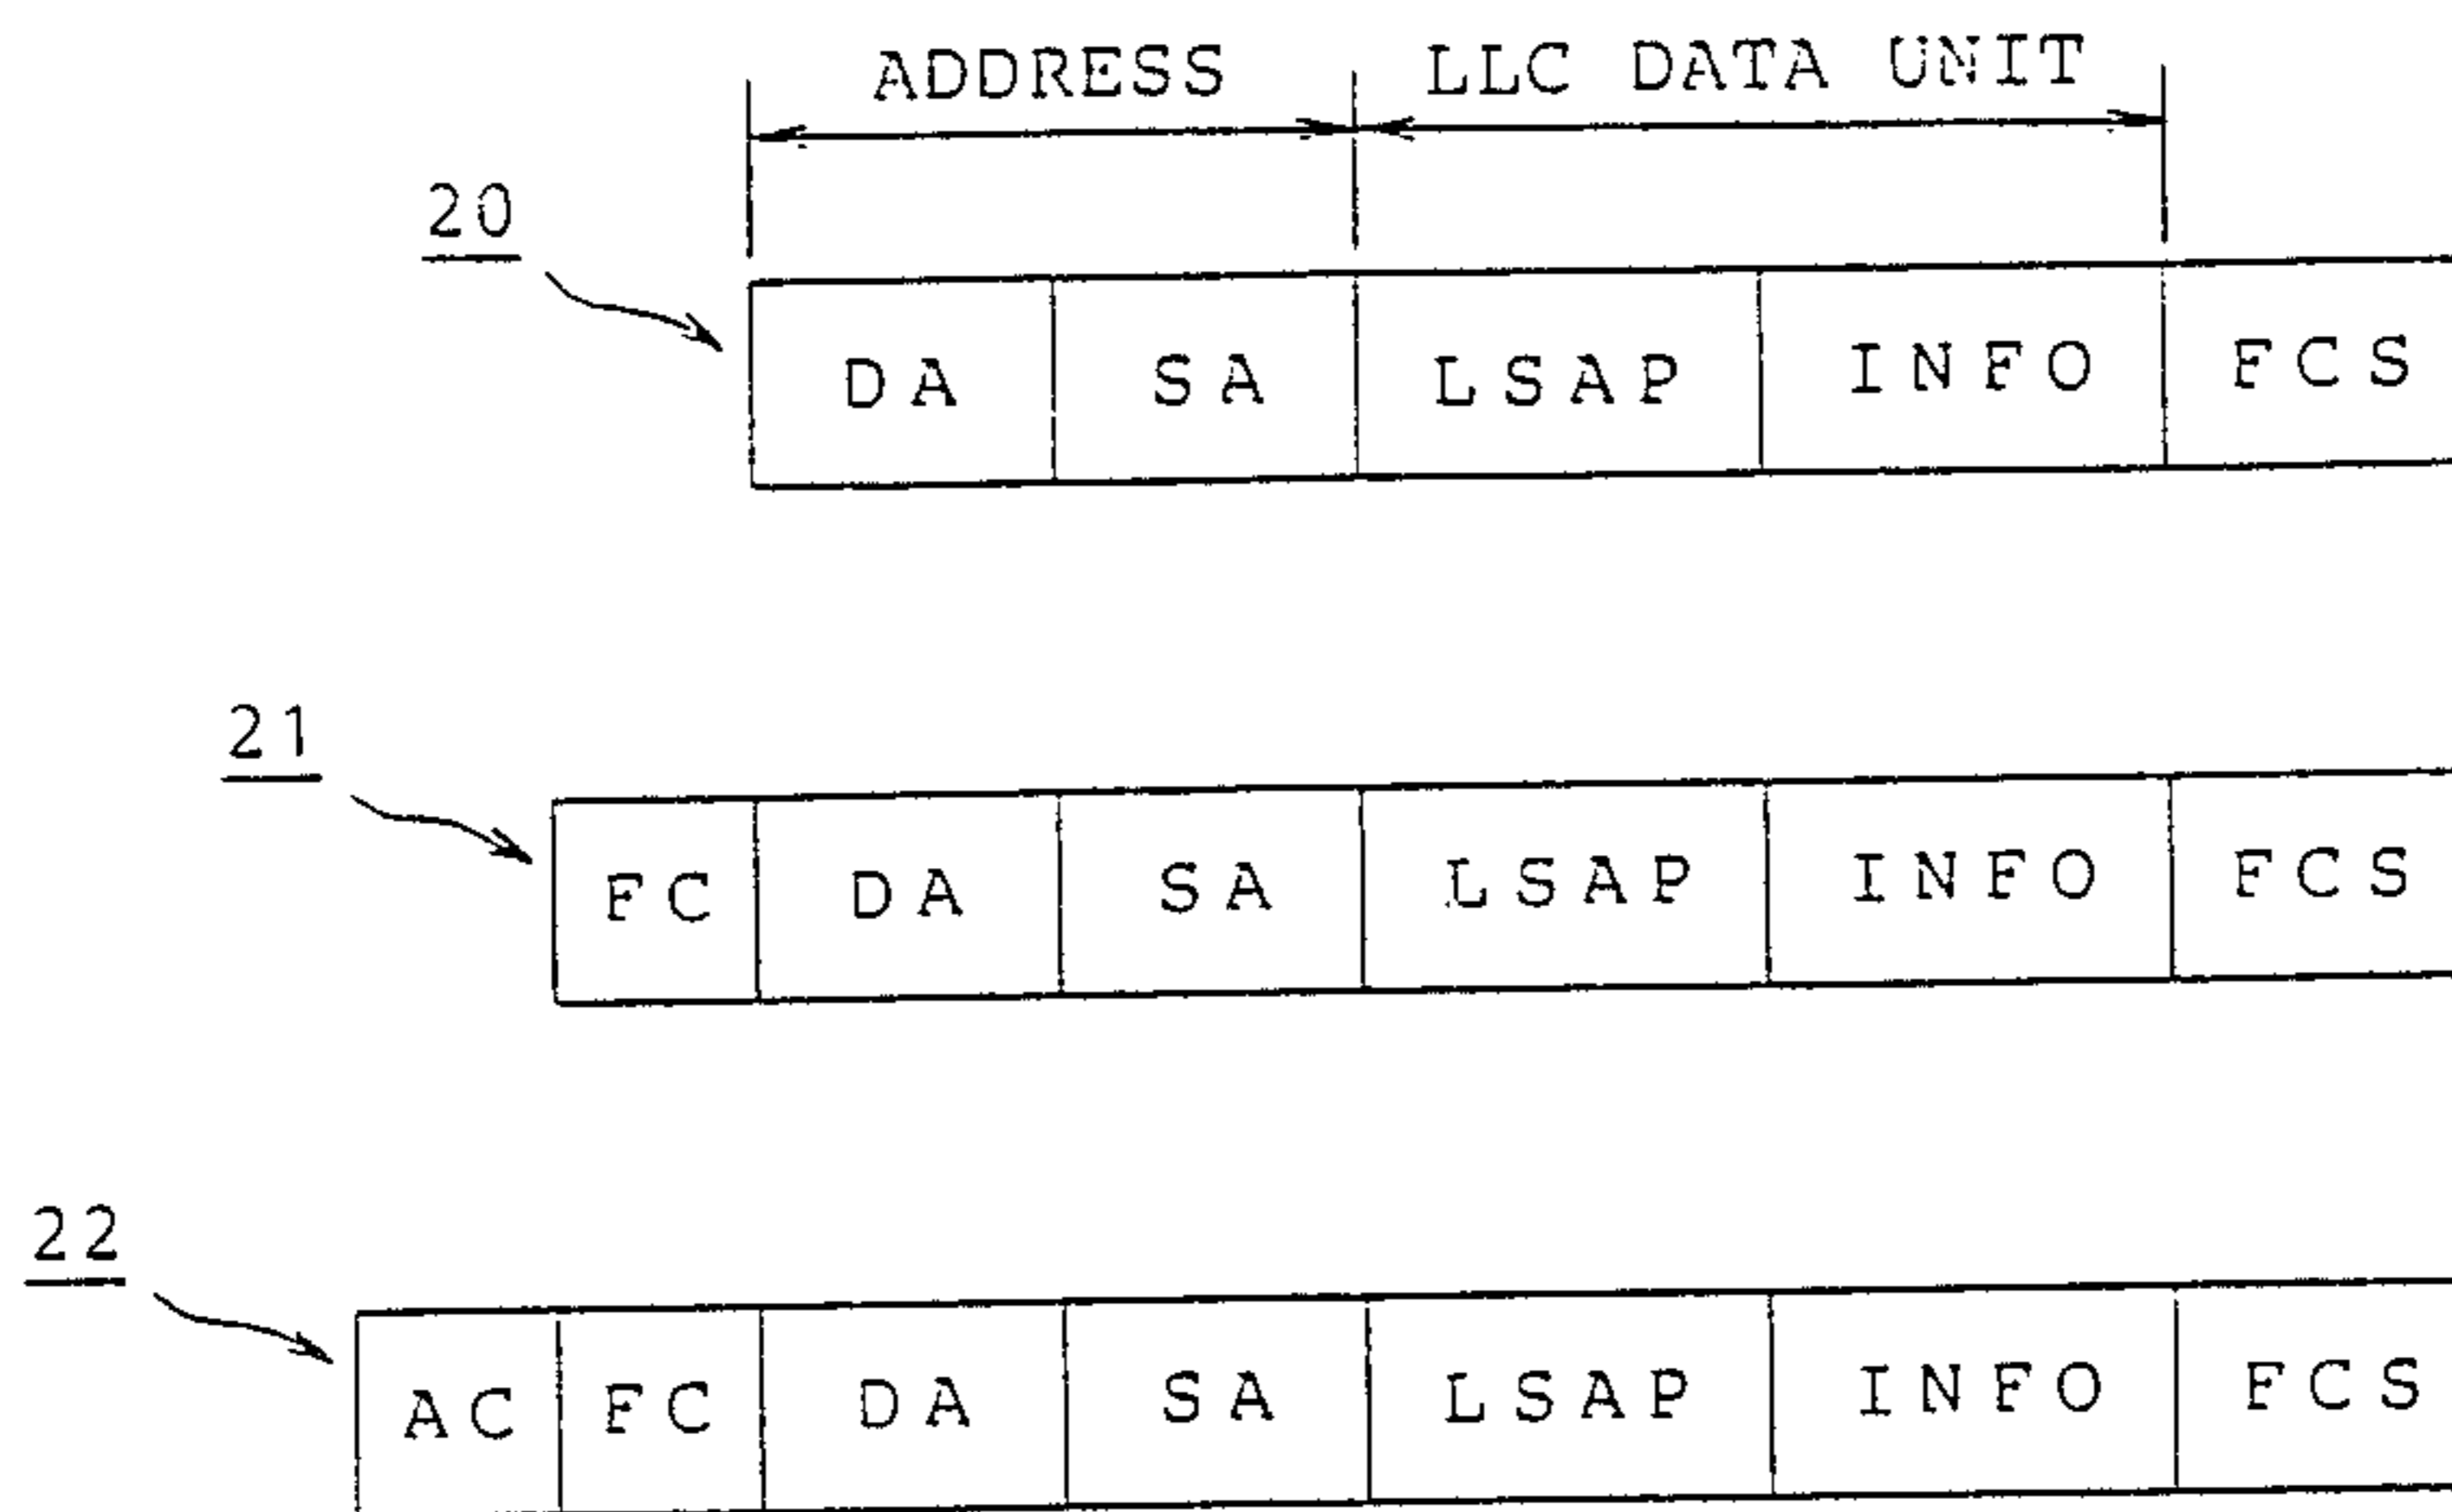 ADDRESS LLC DATA UNIT
20
DA SA LSAP INFO FCS
21
FC DA SA LSAP INFO FCS
22
AC FC DA SA LSAP INFO FCS